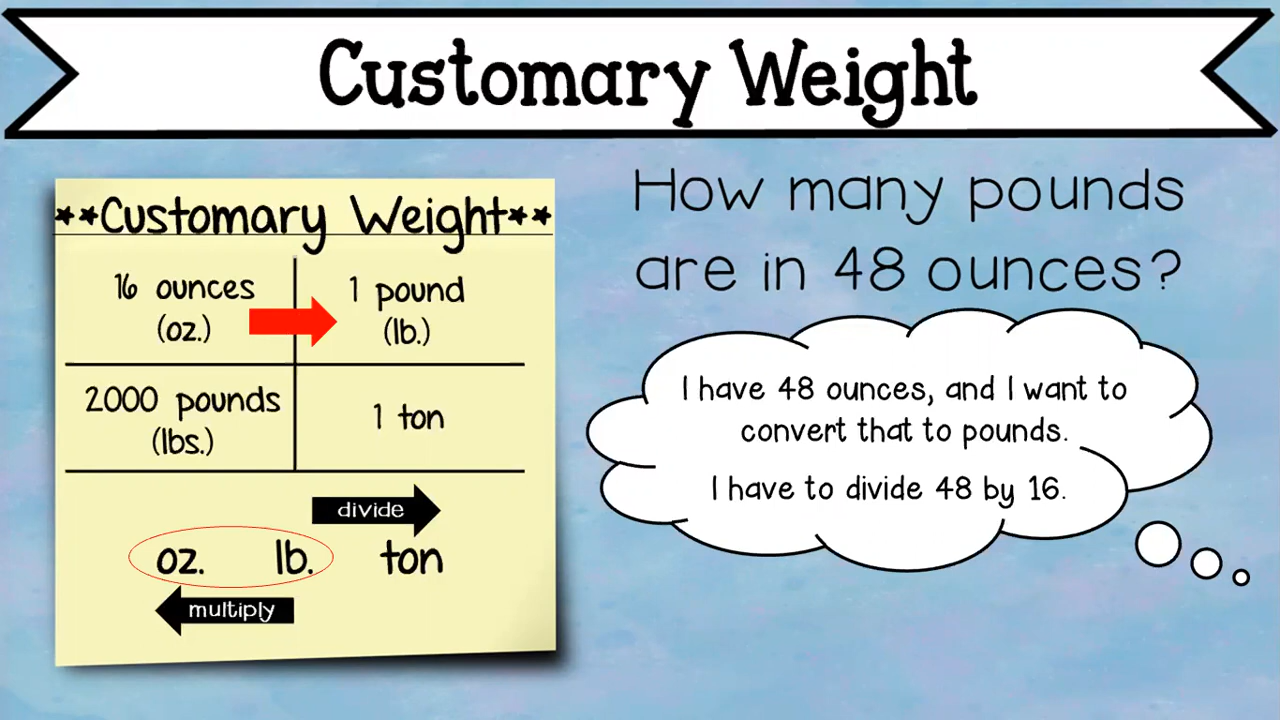 Customary Weight
**Customary Weight**
16 ounces
(oz.)
1 pound
(lb.)
2000 pounds
(lbs.)
1 ton
divide
oz. lb. ton
multiply
How many pounds
are in 48 ounces?
I have 48 ounces, and I want to
convert that to pounds.
I have to divide 48 by 16.